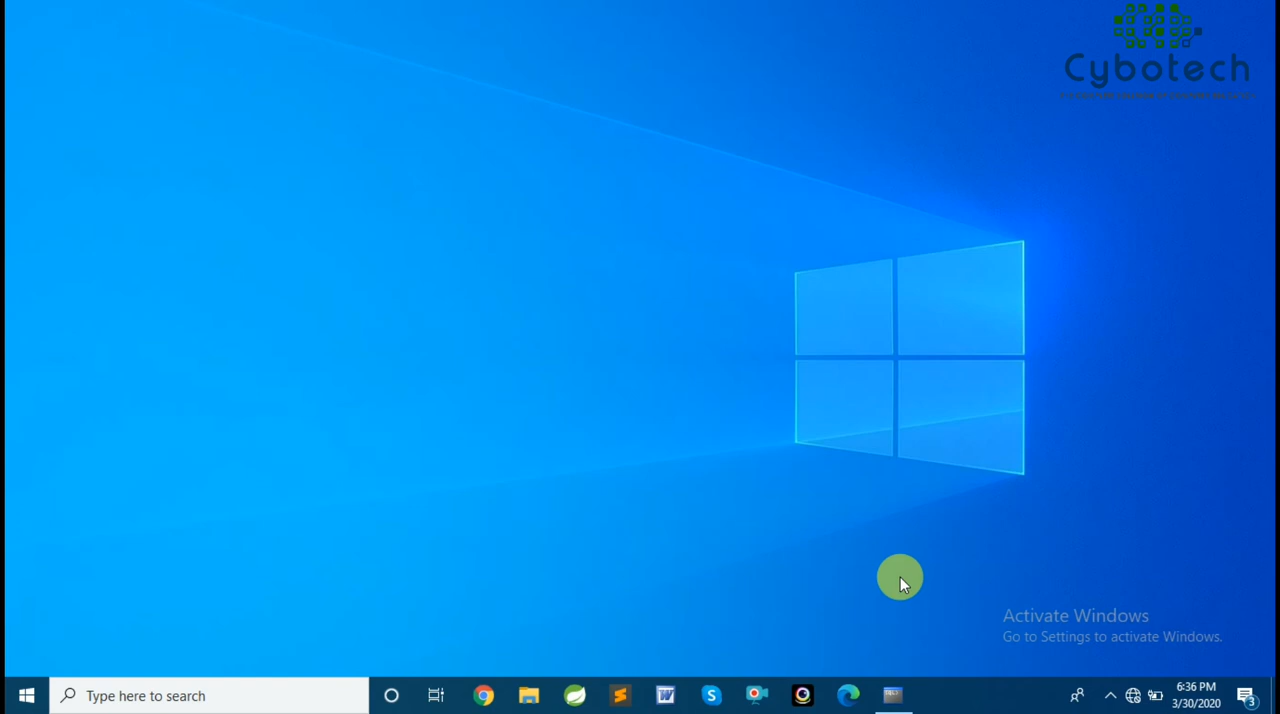 Cybotech
Activate Windows
Go to Settings to activate Windows.
Type here to search
6:36 PM
3/30/2020
3